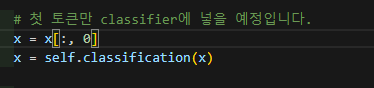 # 첫 토큰만 classifier에 넣을 예정입니다.
x = x[:, 0]
x = self.classification(x)